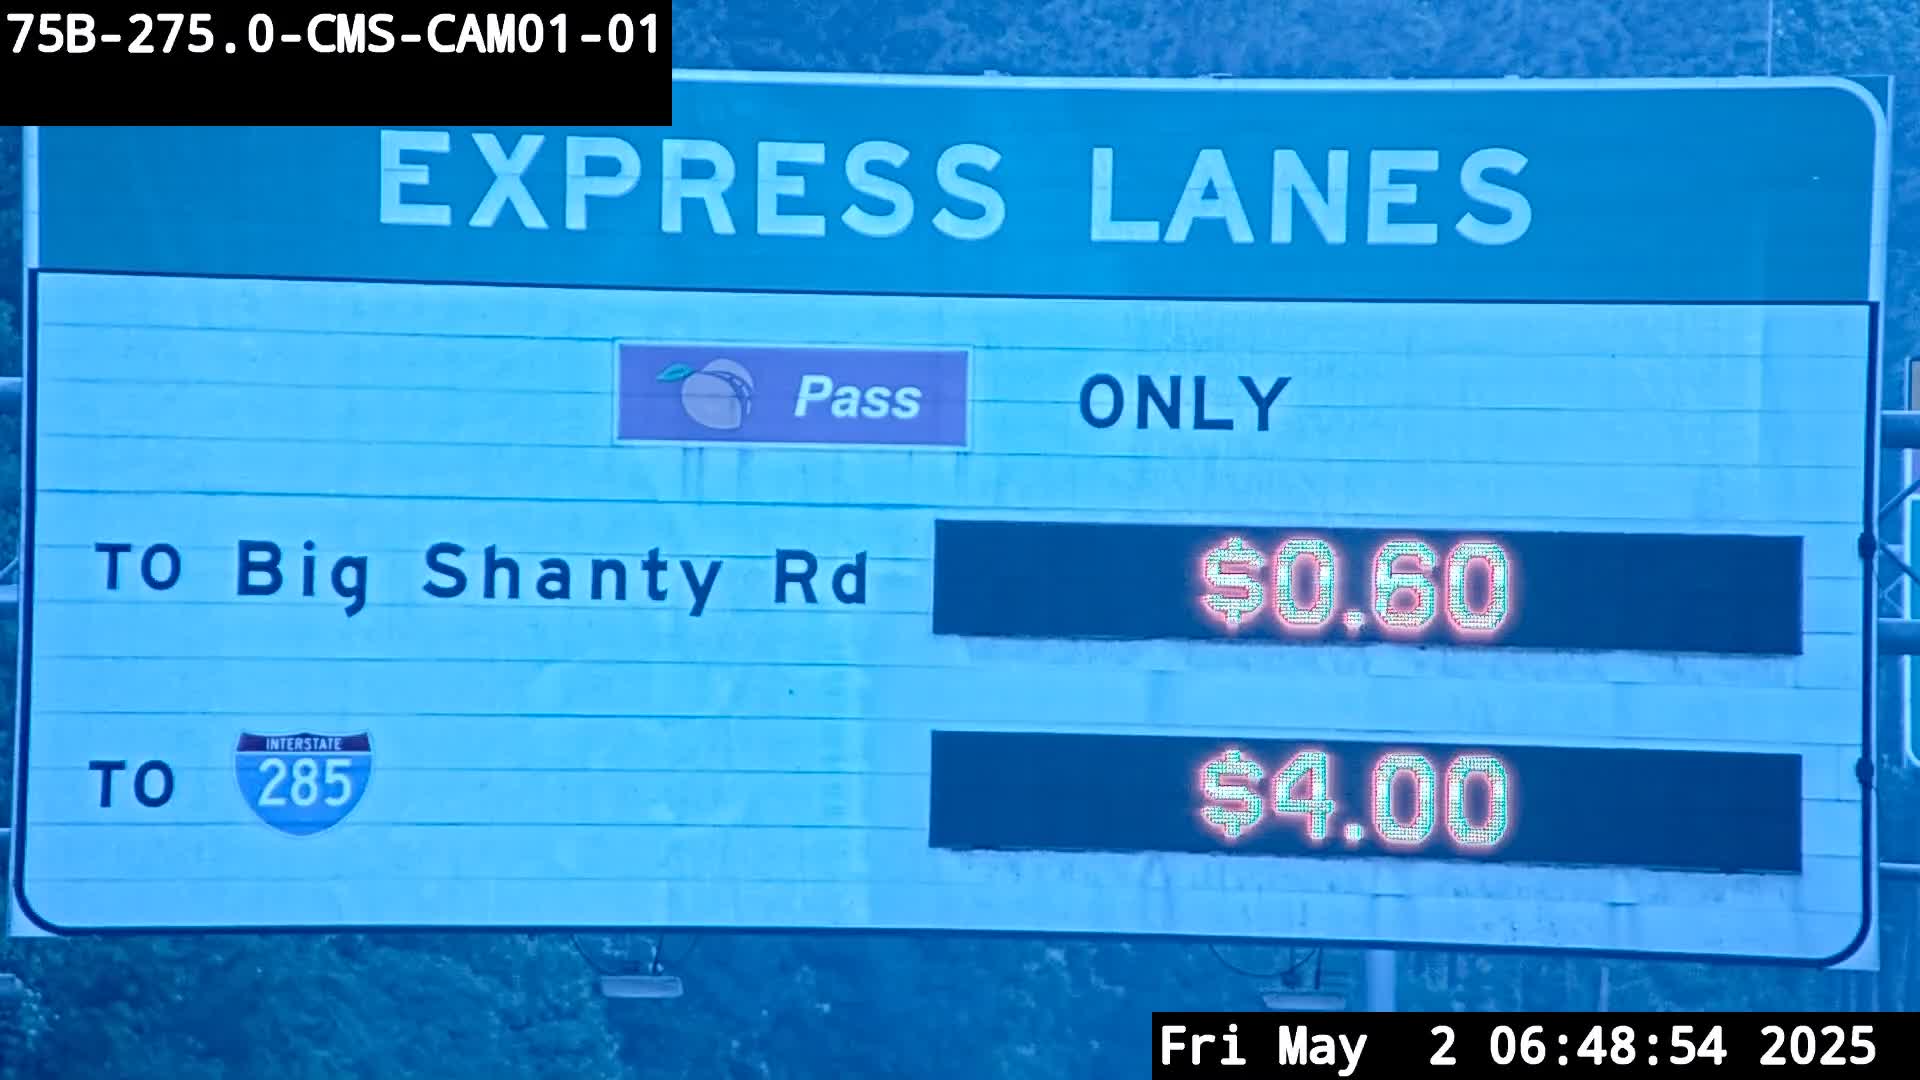 75B-275.0-CMS-CAM01-01
EXPRESS LANES
Pass ONLY
TO Big Shanty Rd $0.60
INTERSTATE
TO 285 $4.00
Fri May 2 06:48:54 2025